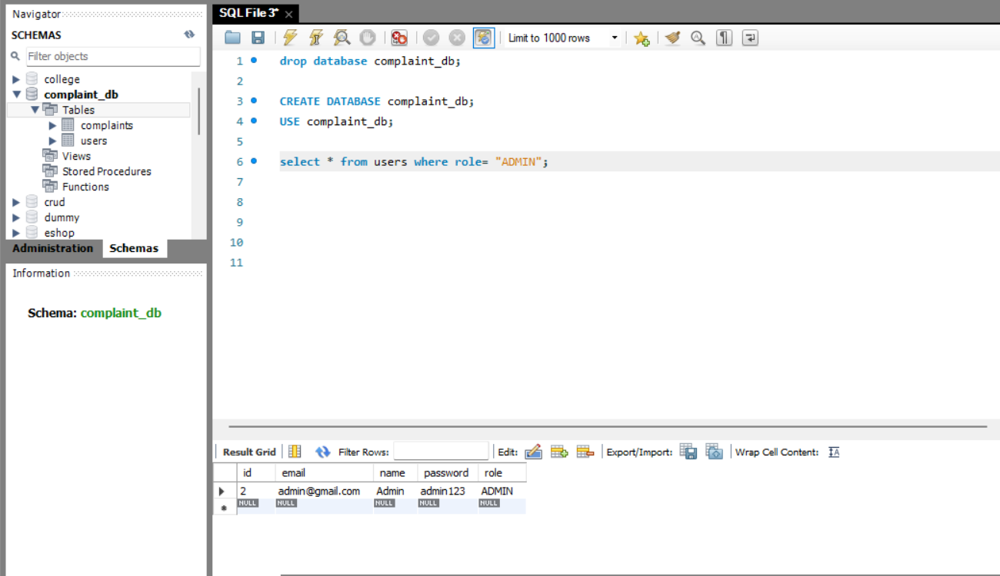 Navigator
SCHEMAS
Filter objects
college
complaint_db
Tables
complaints
users
Views
Stored Procedures
Functions
crud
dummy
eshop
Administration Schemas
Information
Schema: complaint_db
SQL File 3*
Limit to 1000 rows
1 drop database complaint_db;
2
3 CREATE DATABASE complaint_db;
4 USE complaint_db;
5
6 select * from users where role= "ADMIN";
7
8
9
10
11
Result Grid Filter Rows: Edit: Export/Import: Wrap Cell Content:
id email name password role
2 admin@gmail.com Admin admin123 ADMIN
NULL NULL NULL NULL NULL